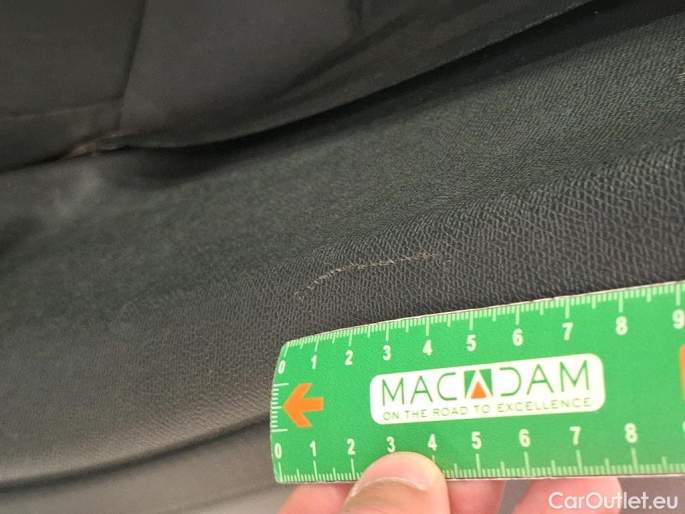 0 1 2 3 4 5 6 7 8 9
MACADAM
ON THE ROAD TO EXCELLENCE
0 1 2 3 4 5 6 7 8
CarOutlet.eu